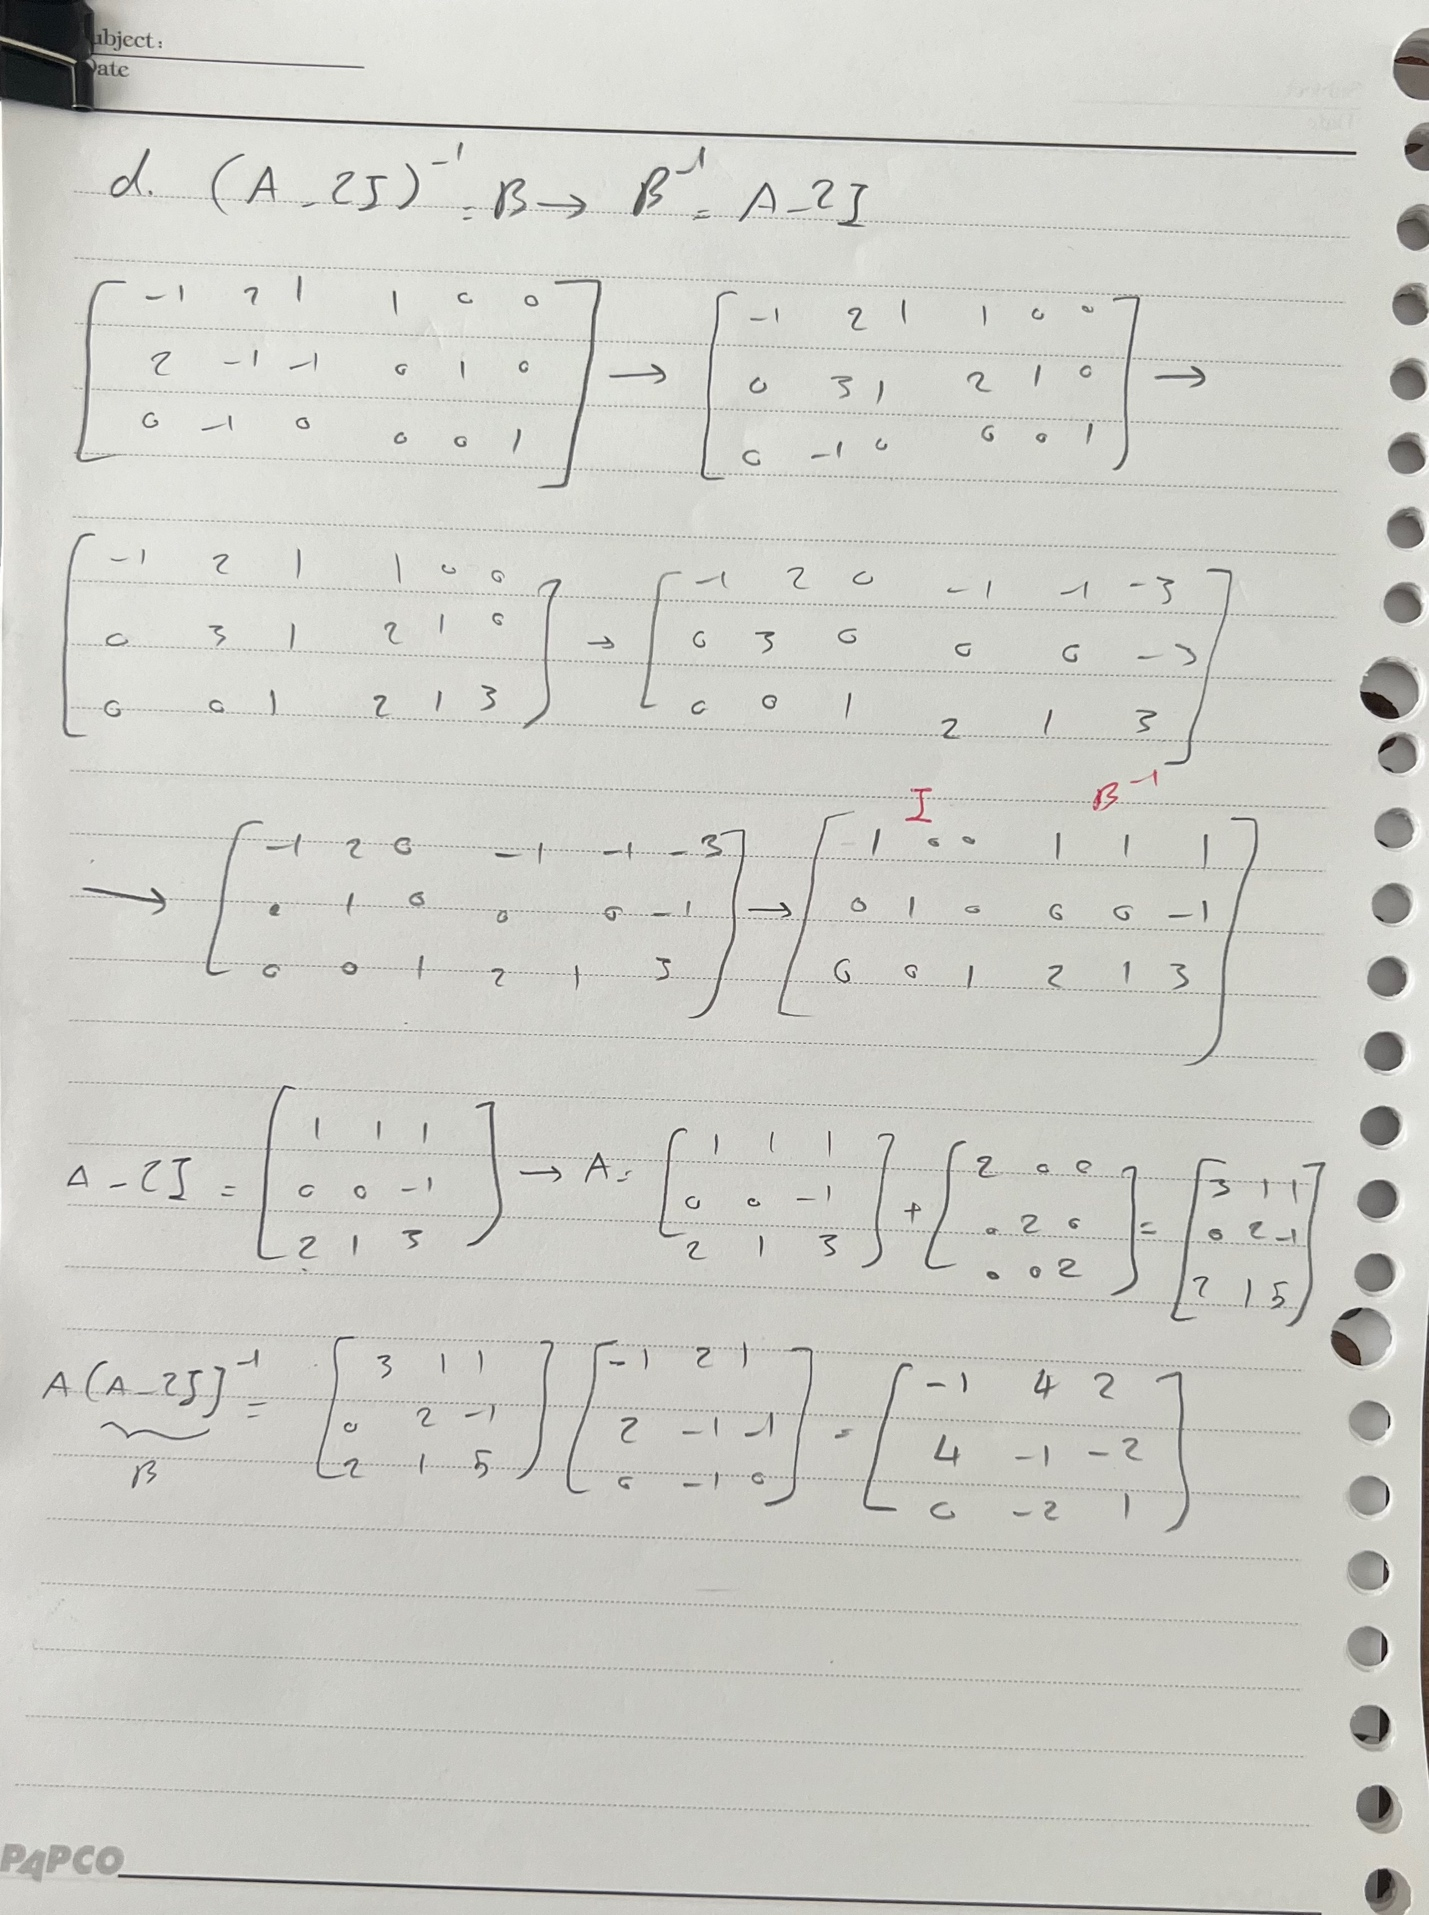 ubject:
Date
d. (A-2I)⁻¹ = B → B⁻¹ = A-2I
[-1 2 1 1 0 0] → [-1 2 1 1 0 0] →
[2 -1 -1 0 1 0] [0 3 1 2 1 0]
[0 -1 0 0 0 1] [0 -1 0 0 0 1]
[-1 2 1 1 0 0] → [-1 2 0 -1 -1 -3]
[0 3 1 2 1 0] [0 3 0 0 0 -3]
[0 0 1 2 1 3] [0 0 1 2 1 3]
I B⁻¹
→ [-1 2 0 -1 -1 -3] → [1 0 0 1 1 1]
[0 1 0 0 0 -1] [0 1 0 0 0 -1]
[0 0 1 2 1 3] [0 0 1 2 1 3]
A-2I = [1 1 1] → A = [1 1 1] + [2 0 0] = [3 1 1]
[0 0 -1] [0 0 -1] [0 2 0] [0 2 -1]
[2 1 3] [2 1 3] [0 0 2] [2 1 5]
A(A-2I)⁻¹ = [3 1 1] [-1 2 1] = [-1 4 2]
[0 2 -1] [2 -1 -1] [4 -1 -2]
B [2 1 5] [0 -1 0] [0 -2 1]
PAPCO